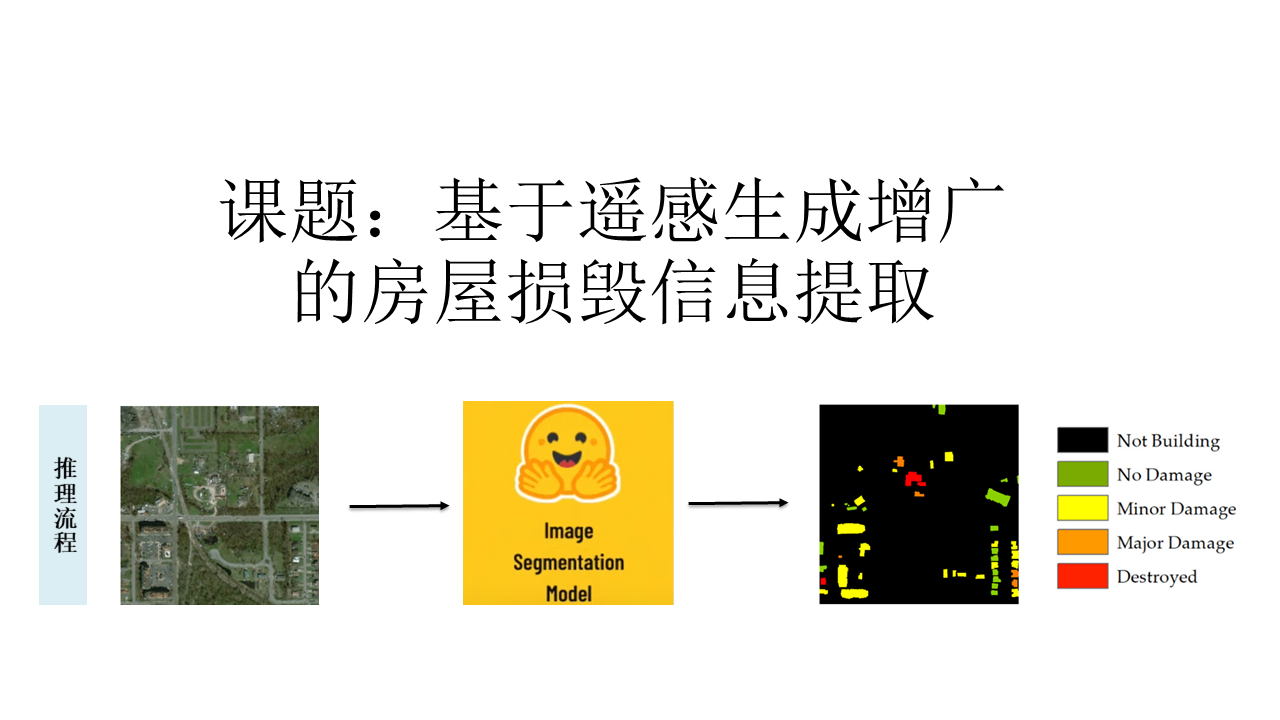 课题：基于遥感生成增广
的房屋损毁信息提取
推理流程
Image
Segmentation
Model
Not Building
No Damage
Minor Damage
Major Damage
Destroyed